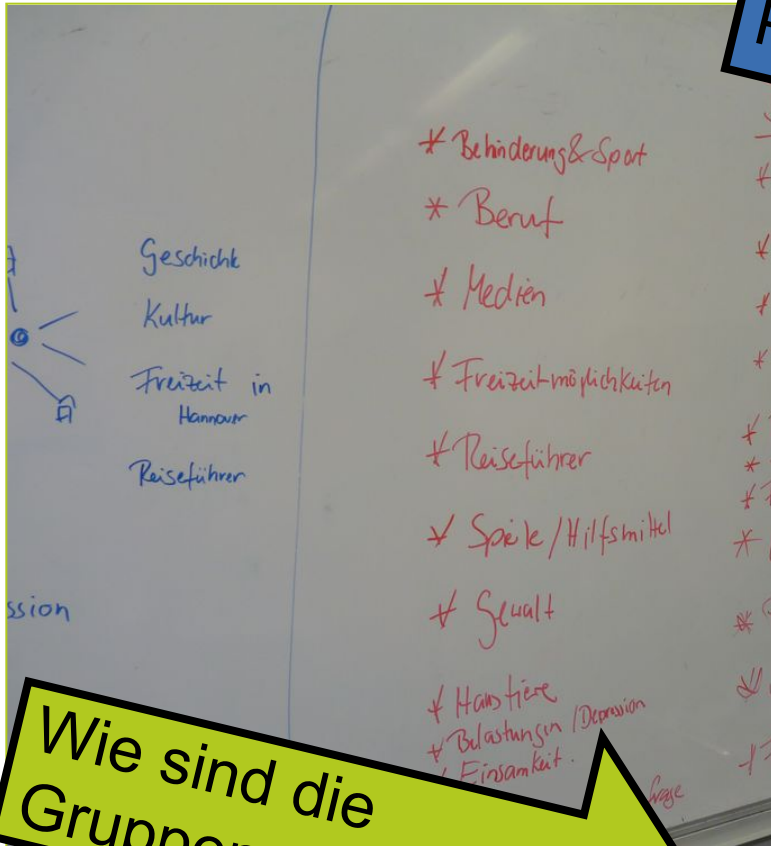 Geschichte
Kultur
Freizeit in
Hannover
Reiseführer
ssion
* Behinderung & Sport
* Beruf
* Medien
* Freizeitmöglichkeiten
* Reiseführer
* Spiele / Hilfsmittel
* Gewalt
* Haustiere
* Belastungen / Depression
* Einsamkeit.
frage
Wie sind die
Gruppen